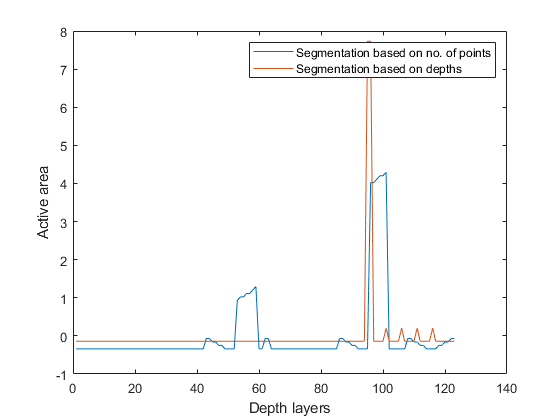 8
7
6
5
4
3
2
1
0
-1
Active area
Segmentation based on no. of points
Segmentation based on depths
0 20 40 60 80 100 120 140
Depth layers